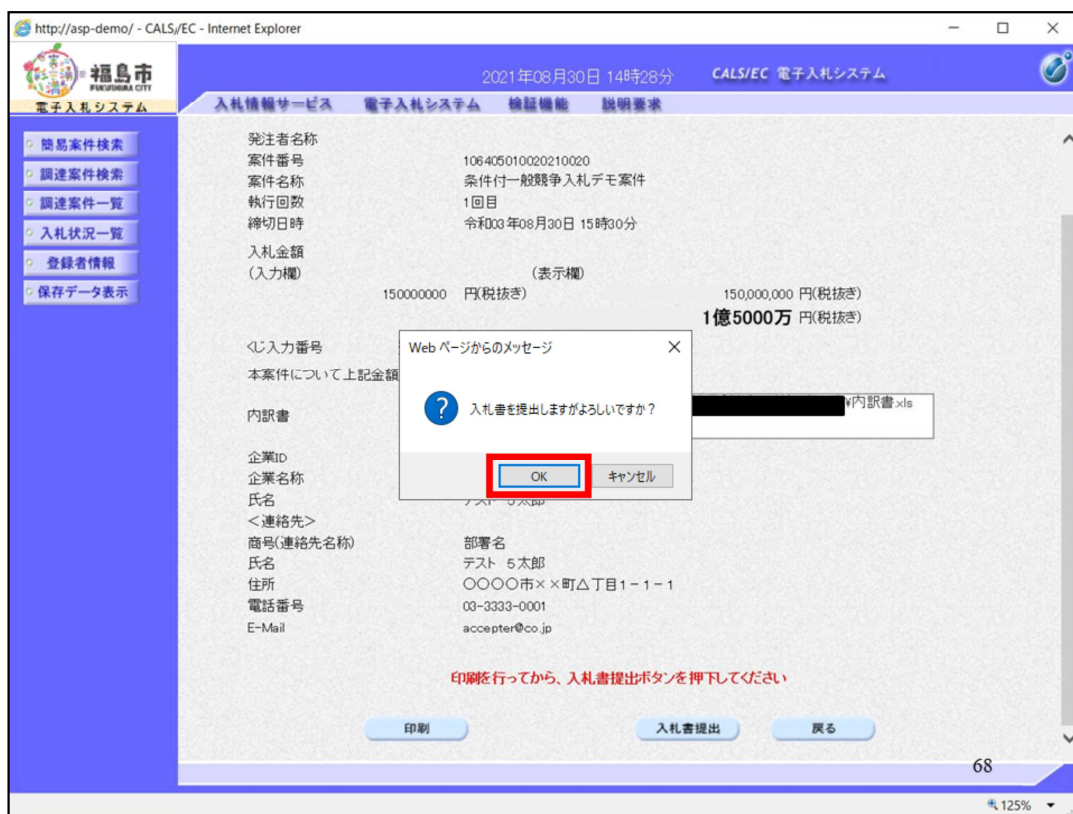 http://asp-demo/ - CALS/EC - Internet Explorer
福島市
FUKUSHIMA CITY
電子入札システム
2021年08月30日 14時28分
CALS/EC 電子入札システム
入札情報サービス 電子入札システム 検証機能 説明要求
簡易案件検索
調達案件検索
調達案件一覧
入札状況一覧
登録者情報
保存データ表示
発注者名称
案件番号 106405010020210020
案件名称 条件付一般競争入札デモ案件
執行回数 1回目
締切日時 令和03年08月30日 15時30分
入札金額
(入力欄) (表示欄)
150000000 円(税抜き) 150,000,000 円(税抜き)
1億5000万 円(税抜き)
くじ入力番号
本案件について上記金額
内訳書 ¥内訳書.xls
Web ページからのメッセージ
入札書を提出しますがよろしいですか？
OK キャンセル
企業ID
企業名称
氏名
＜連絡先＞
商号(連絡先名称) 部署名
氏名 テスト 5太郎
住所 ○○○○市××町△丁目1-1-1
電話番号 03-3333-0001
E-Mail accepter@co.jp
印刷を行ってから、入札書提出ボタンを押下してください
印刷 入札書提出 戻る
68
125%